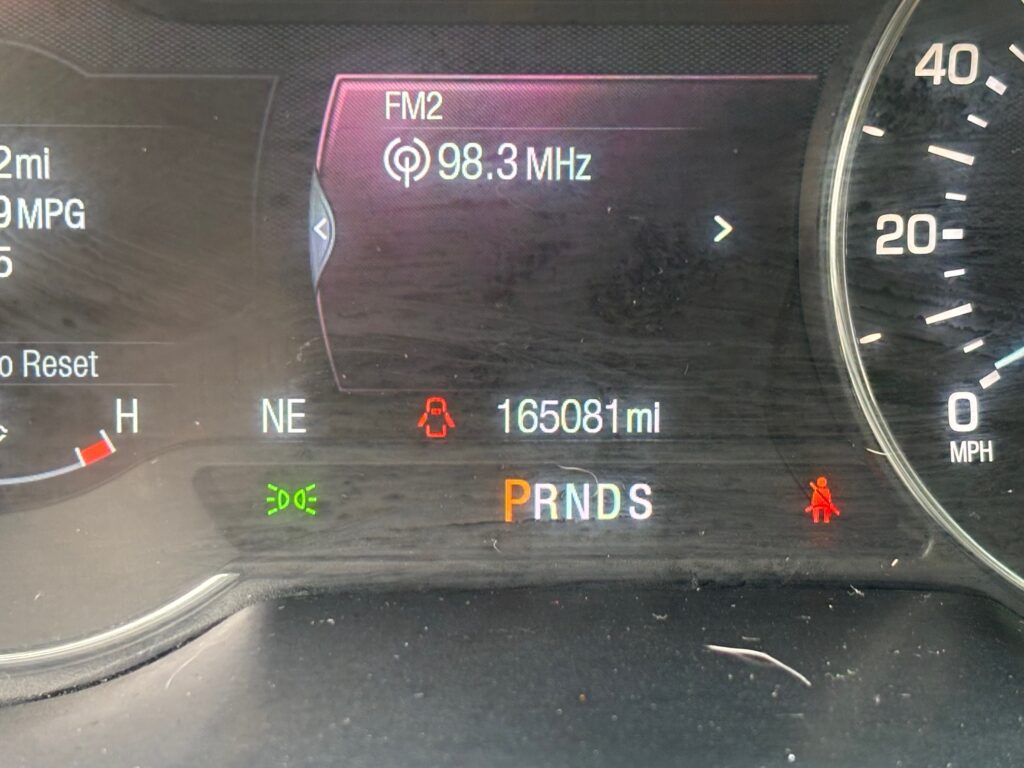 FM2
98.3 MHz
2mi
9 MPG
5
o Reset
H
NE
165081mi
PRNDS
40
20
0
MPH